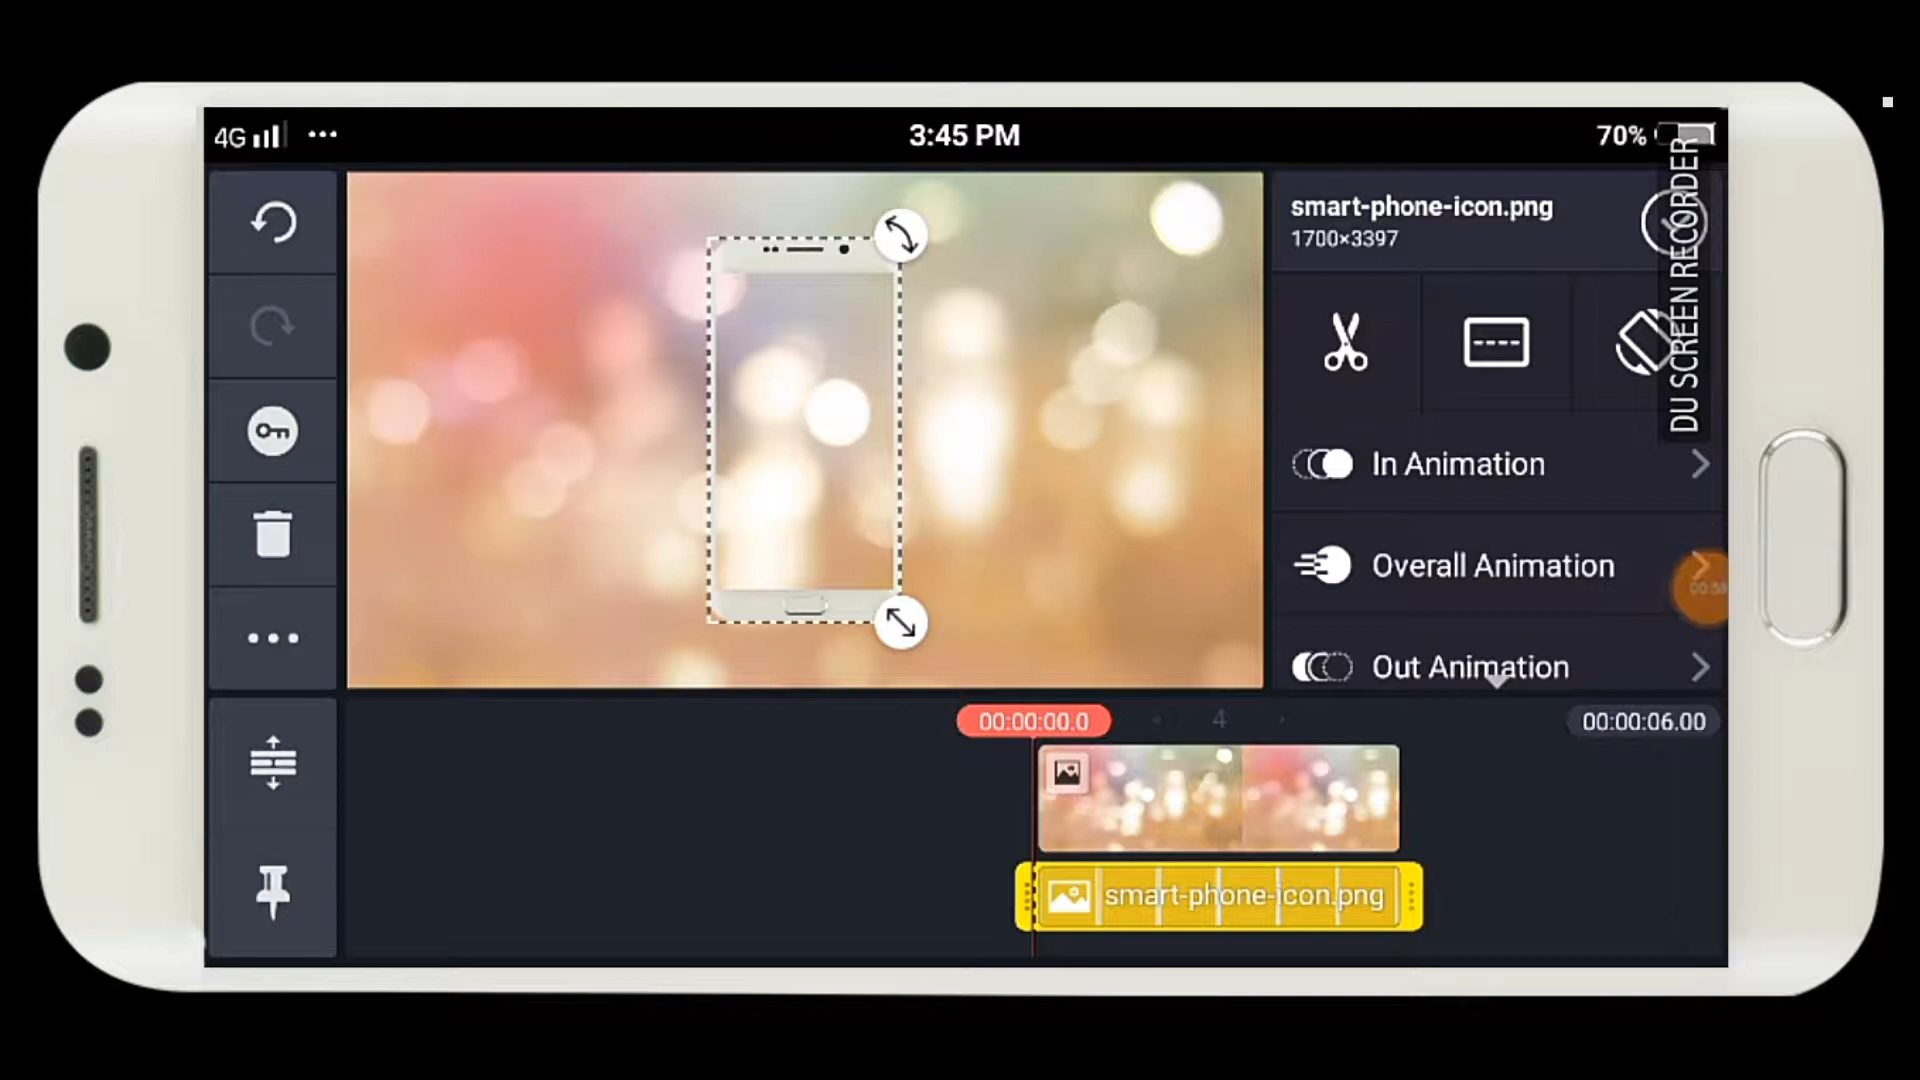 4G
3:45 PM
70%
smart-phone-icon.png
1700×3397
DU SCREEN RECORDER
In Animation
Overall Animation
Out Animation
00:00:00.0
4
00:00:06.00
smart-phone-icon.png